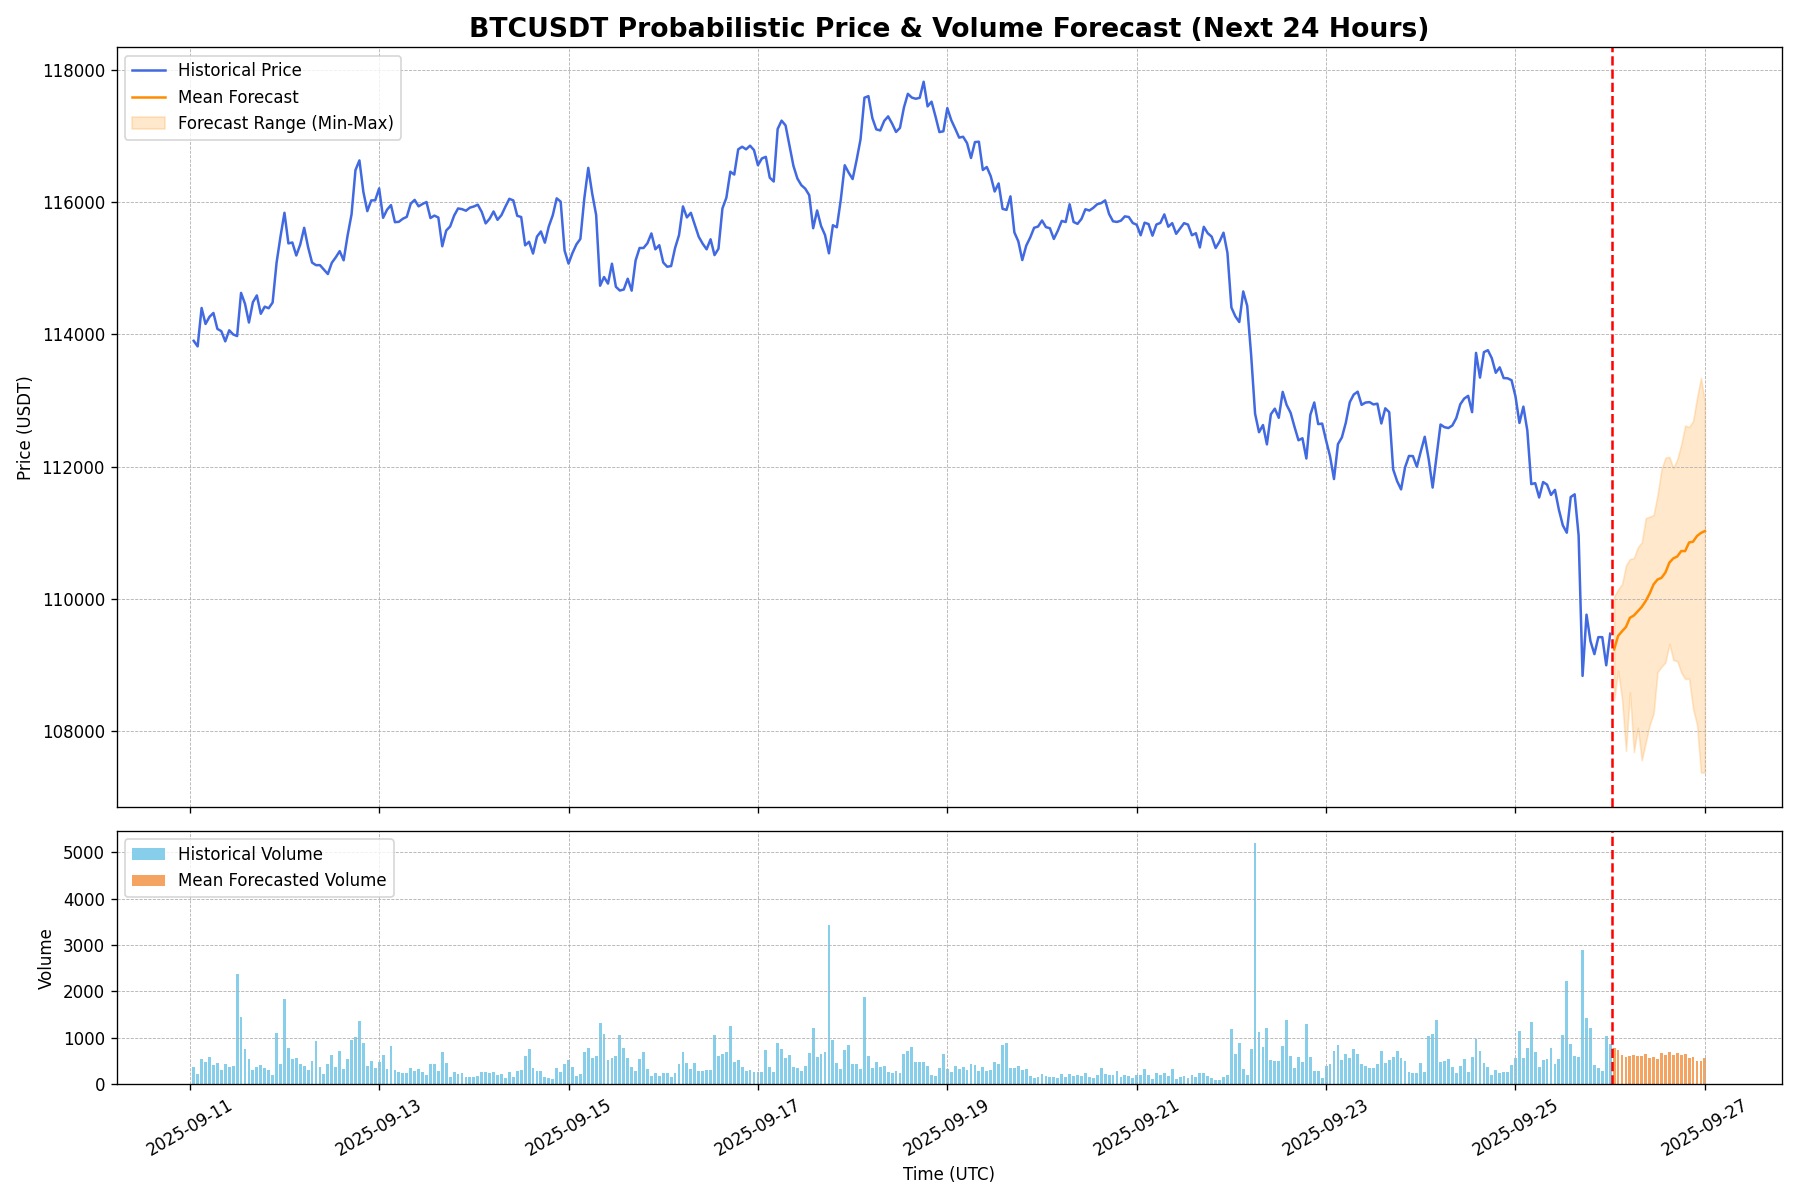 BTCUSDT Probabilistic Price & Volume Forecast (Next 24 Hours)
Historical Price
Mean Forecast
Forecast Range (Min-Max)
118000
116000
114000
112000
110000
108000
Price (USDT)
Historical Volume
Mean Forecasted Volume
5000
4000
3000
2000
1000
0
Volume
2025-09-11
2025-09-13
2025-09-15
2025-09-17
2025-09-19
2025-09-21
2025-09-23
2025-09-25
2025-09-27
Time (UTC)